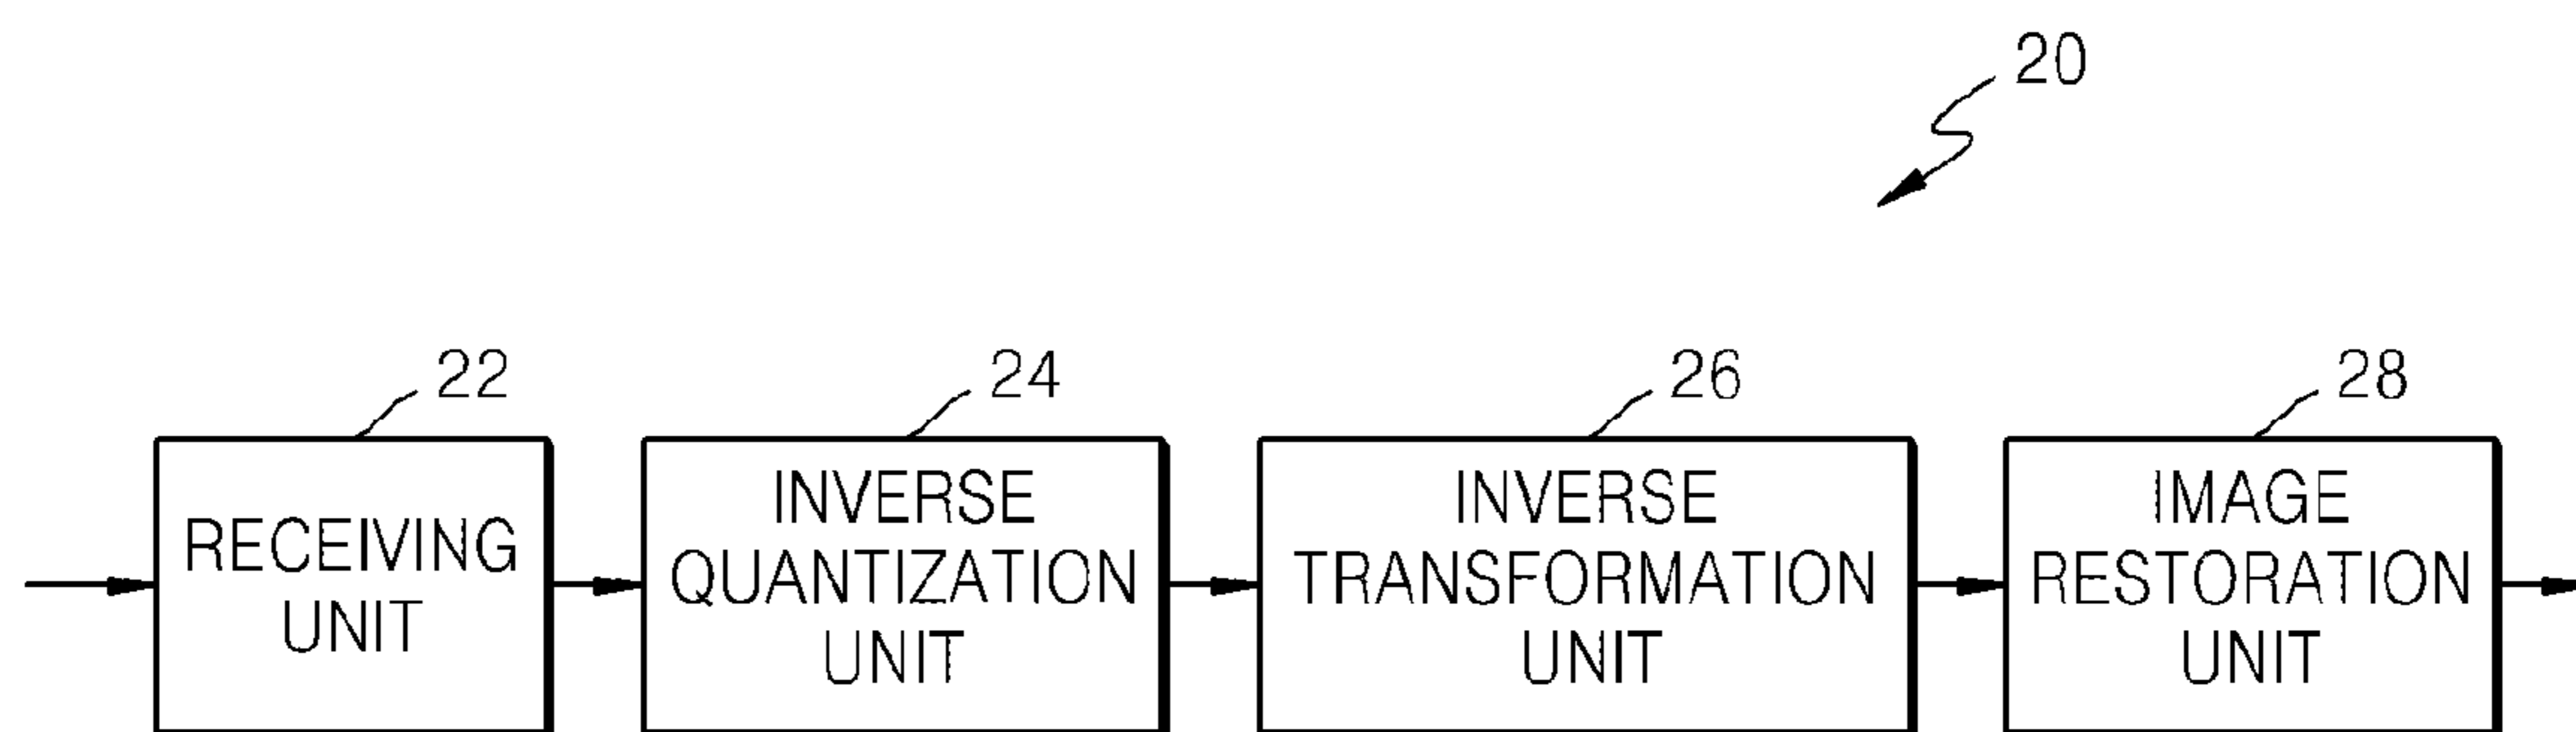 20
22
24
26
28
RECEIVING
UNIT
INVERSE
QUANTIZATION
UNIT
INVERSE
TRANSFORMATION
UNIT
IMAGE
RESTORATION
UNIT